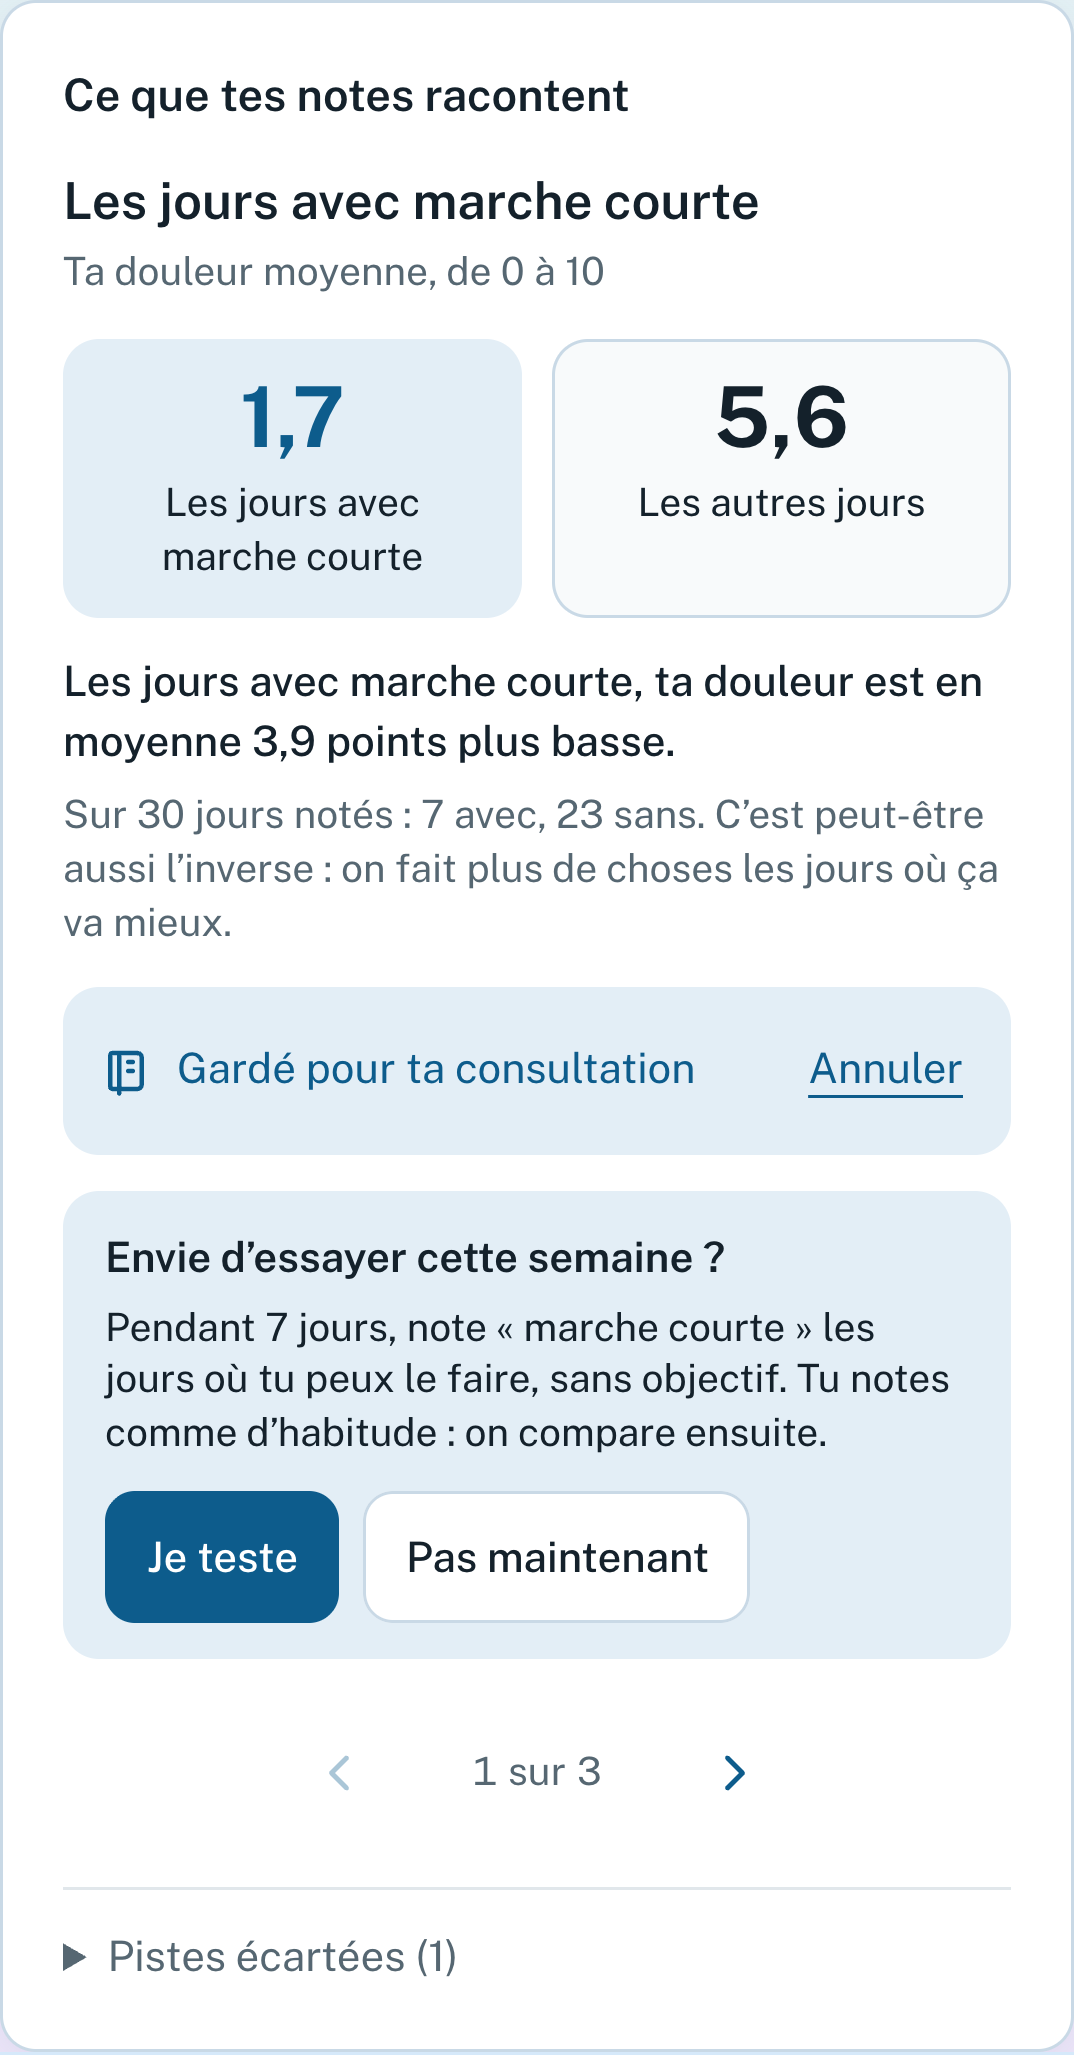 Ce que tes notes racontent
Les jours avec marche courte
Ta douleur moyenne, de 0 à 10
1,7
Les jours avec
marche courte
5,6
Les autres jours
Les jours avec marche courte, ta douleur est en
moyenne 3,9 points plus basse.
Sur 30 jours notés : 7 avec, 23 sans. C’est peut-être
aussi l’inverse : on fait plus de choses les jours où ça
va mieux.
Gardé pour ta consultation
Annuler
Envie d’essayer cette semaine ?
Pendant 7 jours, note « marche courte » les
jours où tu peux le faire, sans objectif. Tu notes
comme d’habitude : on compare ensuite.
Je teste
Pas maintenant
1 sur 3
Pistes écartées (1)